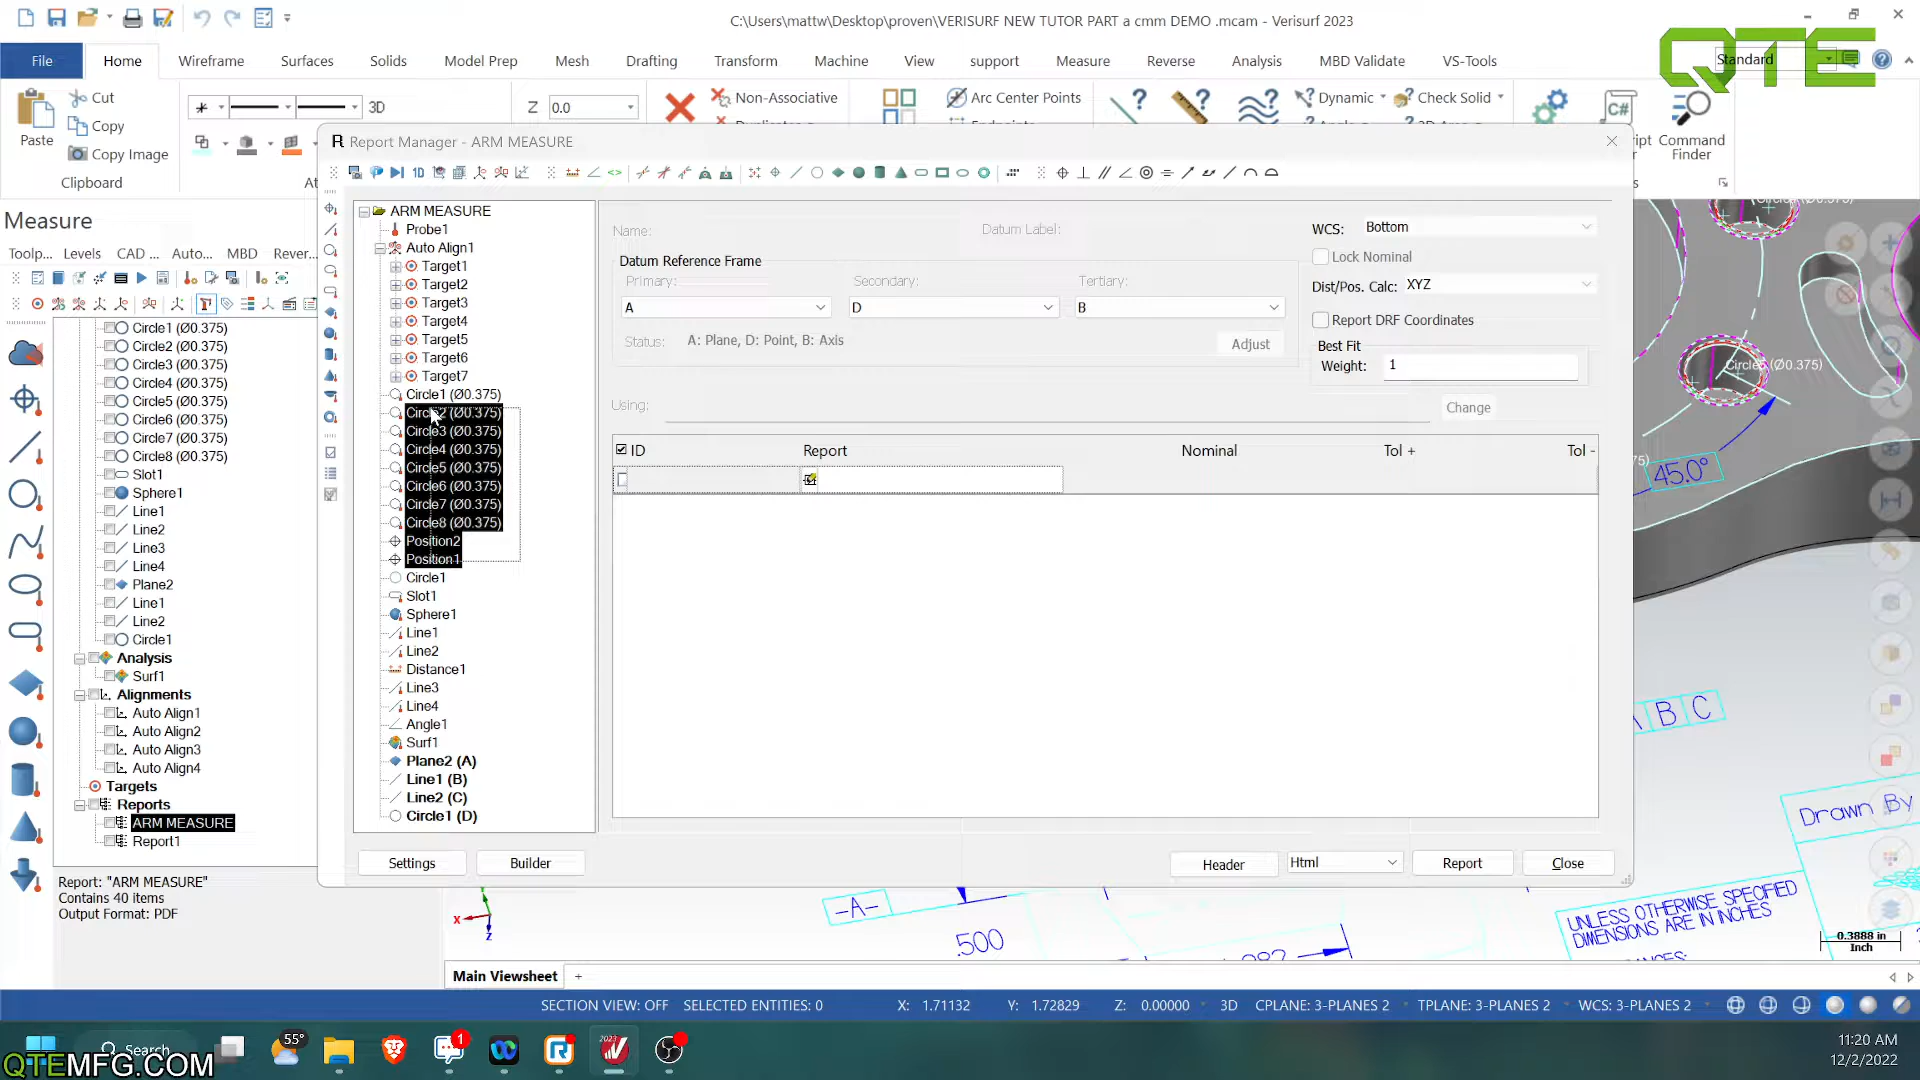 C:\Users\mattw\Desktop\proven\VERISURF NEW TUTOR PART a cmm DEMO .mcam - Verisurf 2023
QTE
File
Home
Wireframe
Surfaces
Solids
Model Prep
Mesh
Drafting
Transform
Machine
View
support
Measure
Reverse
Analysis
MBD Validate
VS-Tools
Standard
Paste
Cut
Copy
Copy Image
Clipboard
3D
Z
0.0
Non-Associative
Arc Center Points
Dynamic
Check Solid
C#
Command
Finder
Report Manager - ARM MEASURE
1D
Measure
Toolp...
Levels
CAD ...
Auto...
MBD
Rever...
Circle1 (Ø0.375)
Circle2 (Ø0.375)
Circle3 (Ø0.375)
Circle4 (Ø0.375)
Circle5 (Ø0.375)
Circle6 (Ø0.375)
Circle7 (Ø0.375)
Circle8 (Ø0.375)
Slot1
Sphere1
Line1
Line2
Line3
Line4
Plane2
Line1
Line2
Circle1
Analysis
Surf1
Alignments
Auto Align1
Auto Align2
Auto Align3
Auto Align4
Targets
Reports
ARM MEASURE
Report1
Report: "ARM MEASURE"
Contains 40 items
Output Format: PDF
ARM MEASURE
Probe1
Auto Align1
Target1
Target2
Target3
Target4
Target5
Target6
Target7
Circle1 (Ø0.375)
Circle2 (Ø0.375)
Circle3 (Ø0.375)
Circle4 (Ø0.375)
Circle5 (Ø0.375)
Circle6 (Ø0.375)
Circle7 (Ø0.375)
Circle8 (Ø0.375)
Position2
Position1
Circle1
Slot1
Sphere1
Line1
Line2
Distance1
Line3
Line4
Angle1
Surf1
Plane2 (A)
Line1 (B)
Line2 (C)
Circle1 (D)
Name:
Datum Label:
Datum Reference Frame
Primary:
Secondary:
Tertiary:
A
D
B
Status:
A: Plane, D: Point, B: Axis
Adjust
WCS:
Bottom
Lock Nominal
Dist/Pos. Calc:
XYZ
Report DRF Coordinates
Best Fit
Weight:
1
Using:
Change
ID
Report
Nominal
Tol +
Tol -
Settings
Builder
Header
Html
Report
Close
45.0°
B C
Drawn By
UNLESS OTHERWISE SPECIFIED
DIMENSIONS ARE IN INCHES
-A-
.500
X
Z
0.3888 in
Inch
Main Viewsheet
+
SECTION VIEW: OFF
SELECTED ENTITIES: 0
X: 1.71132
Y: 1.72829
Z: 0.00000
3D
CPLANE: 3-PLANES 2
TPLANE: 3-PLANES 2
WCS: 3-PLANES 2
55°
1
2023
Search
11:20 AM
12/2/2022
QTEMFG.COM